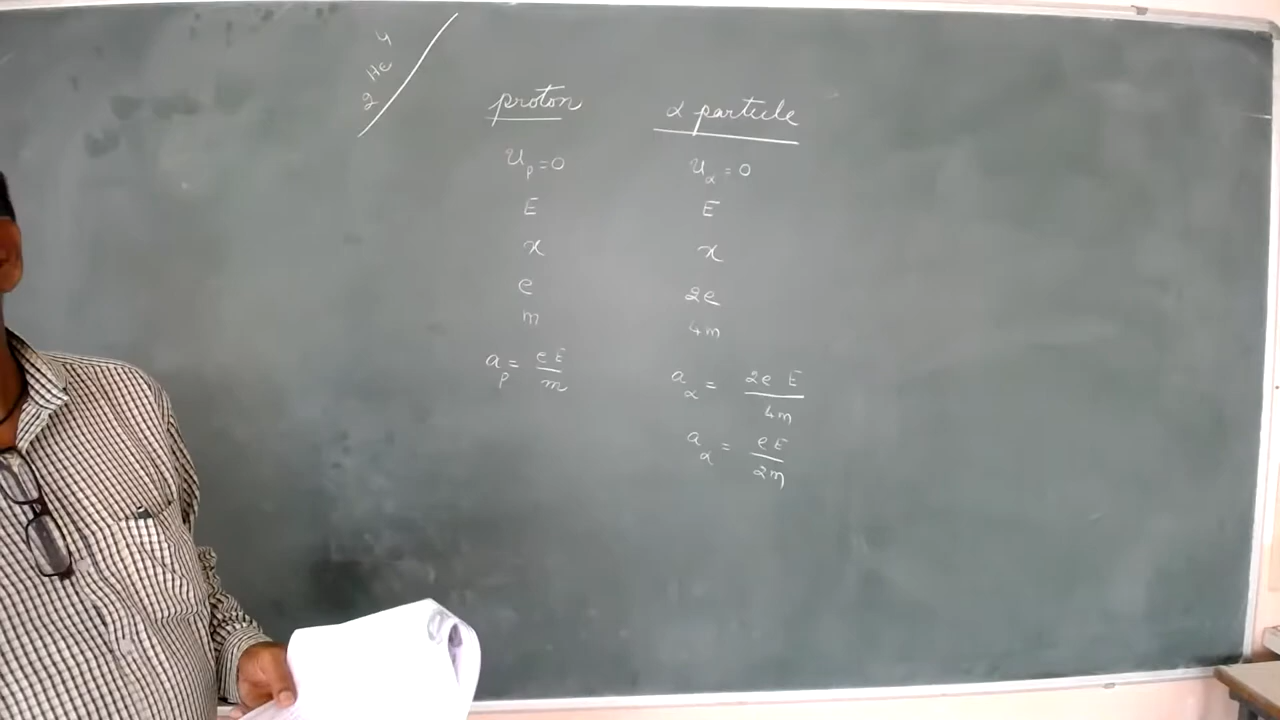 4
He
2
proton
α particle
u_p = 0
u_α = 0
E
E
x
x
e
2e
m
4m
a_p = eE/m
a_α = 2e E/4m
a_α = eE/2m